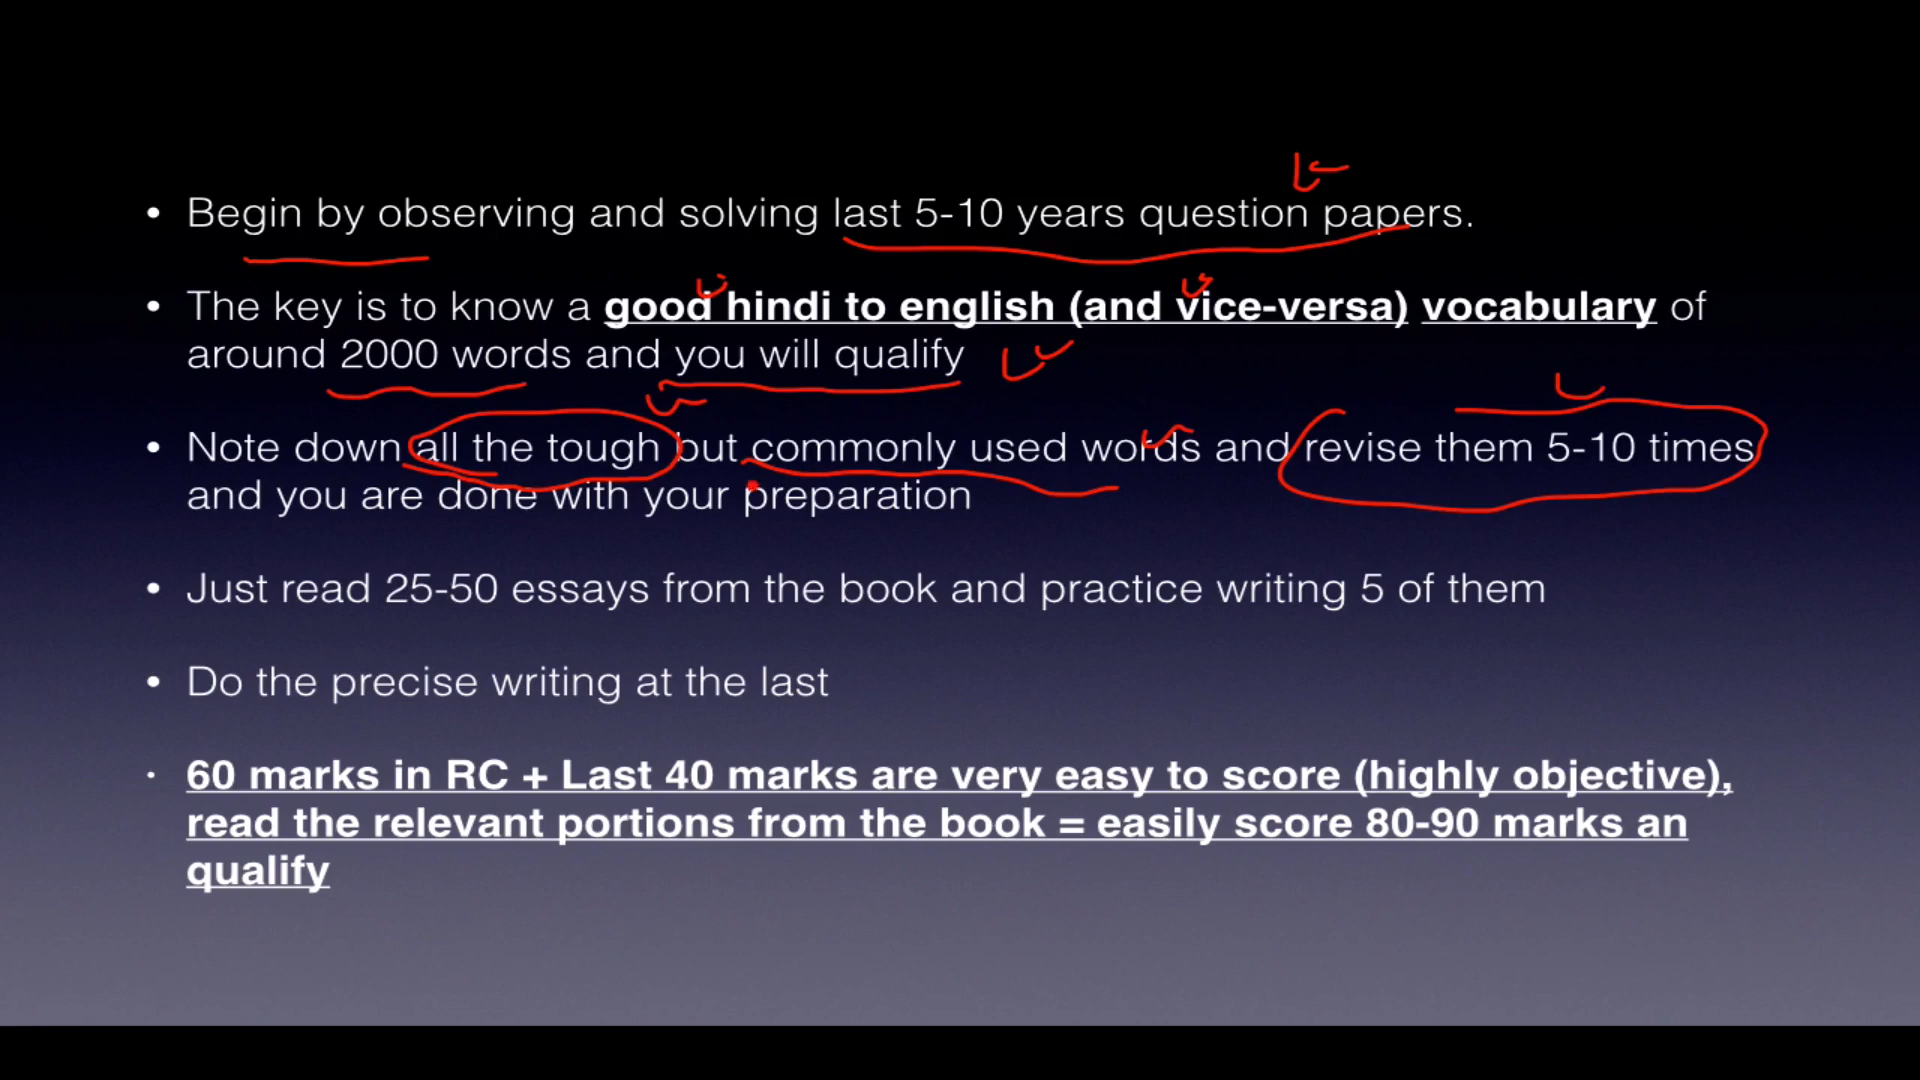 • Begin by observing and solving last 5-10 years question papers.
• The key is to know a good hindi to english (and vice-versa) vocabulary of
around 2000 words and you will qualify
• Note down all the tough but commonly used words and revise them 5-10 times
and you are done with your preparation
• Just read 25-50 essays from the book and practice writing 5 of them
• Do the precise writing at the last
• 60 marks in RC + Last 40 marks are very easy to score (highly objective),
read the relevant portions from the book = easily score 80-90 marks an
qualify